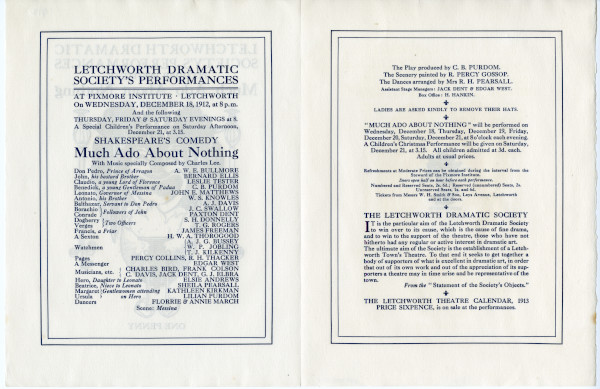 LETCHWORTH DRAMATIC
SOCIETY'S PERFORMANCES
AT PIXMORE INSTITUTE · LETCHWORTH
On WEDNESDAY, DECEMBER 18, 1912, at 8 p.m.
And the following
THURSDAY, FRIDAY & SATURDAY EVENINGS at 8.
A Special Children's Performance on Saturday Afternoon,
December 21, at 3.15.
SHAKESPEARE'S COMEDY
Much Ado About Nothing
With Music specially Composed by Charles Lee.
Don Pedro, Prince of Arragon A. W. E. BULLMORE
John, his bastard Brother BERNARD ELLIS
Claudio, a young Lord of Florence LESLIE FOSTER
Benedick, a young Gentleman of Padua C. B. PURDOM
Leonato, Governor of Messina JOHN E. MATTHEWS
Antonio, his Brother W. S. KNOWLES
Balthazar, Servant to Don Pedro A. J. DAVIS
Borachio J. C. SWALLOW
Conrade Followers of John PAXTON DENT
Dogberry S. H. DONNELLY
Verges Two Officers T. G. ROGERS
Francis, a Friar JAMES FREEMAN
A Sexton H. W. A. THOROGOOD
A. J. G. BUSSEY
Watchmen W. P. JOBLING
T. J. KILKENNY
Pages PERCY COLLINS, R. H. THACKER
A Messenger EDGAR WEST
Musicians, etc. CHARLES BIRD, FRANK COLSON
C. DAVIS, JACK DENT, G. J. ELBRA
Hero, Daughter to Leonato ELSIE ANDREWS
Beatrice, Niece to Leonato SHEILA PEARSALL
Margaret Gentlewomen attending KATHLEEN KIRKMAN
Ursula on Hero LILIAN PURDOM
Dancers FLORRIE & ANNIE MARCH
Scene: Messina
The Play produced by C. B. PURDOM.
The Scenery painted by R. PERCY GOSSOP.
The Dances arranged by Mrs R. H. PEARSALL.
Assistant Stage Managers: JACK DENT & EDGAR WEST.
Box Office: H. HANKIN.
LADIES ARE ASKED KINDLY TO REMOVE THEIR HATS.
"MUCH ADO ABOUT NOTHING" will be performed on
Wednesday, December 18, Thursday, December 19, Friday,
December 20, Saturday, December 21, at 8 o'clock each evening.
A Children's Christmas Performance will be given on Saturday,
December 21, at 3.15. All children admitted at 3d. each.
Adults at usual prices.
Refreshments at Moderate Prices can be obtained during the interval from the
Steward of the Pixmore Institute.
Doors open half an hour before each performance.
Numbered and Reserved Seats, 2s. 6d.; Reserved (unnumbered) Seats, 2s.
Unreserved Seats, 1s. and 6d.
Tickets from Messrs W. H. Smith & Son, Leys Avenue, Letchworth
and at the doors.
THE LETCHWORTH DRAMATIC SOCIETY
It is the particular aim of the Letchworth Dramatic Society
to win over to its cause, which is the cause of fine drama,
and to win to the support of the theatre, those who have not
hitherto had any regular or active interest in dramatic art.
The ultimate aim of the Society is the establishment of a Letch-
worth Town's Theatre. To that end it seeks to get together a
body of supporters of what is excellent in dramatic art, in order
that out of its own work and out of the appreciation of its sup-
porters a theatre may in time arise and be representative of the
town.
From the "Statement of the Society's Objects."
THE LETCHWORTH THEATRE CALENDAR, 1913
PRICE SIXPENCE, is on sale at the performances.